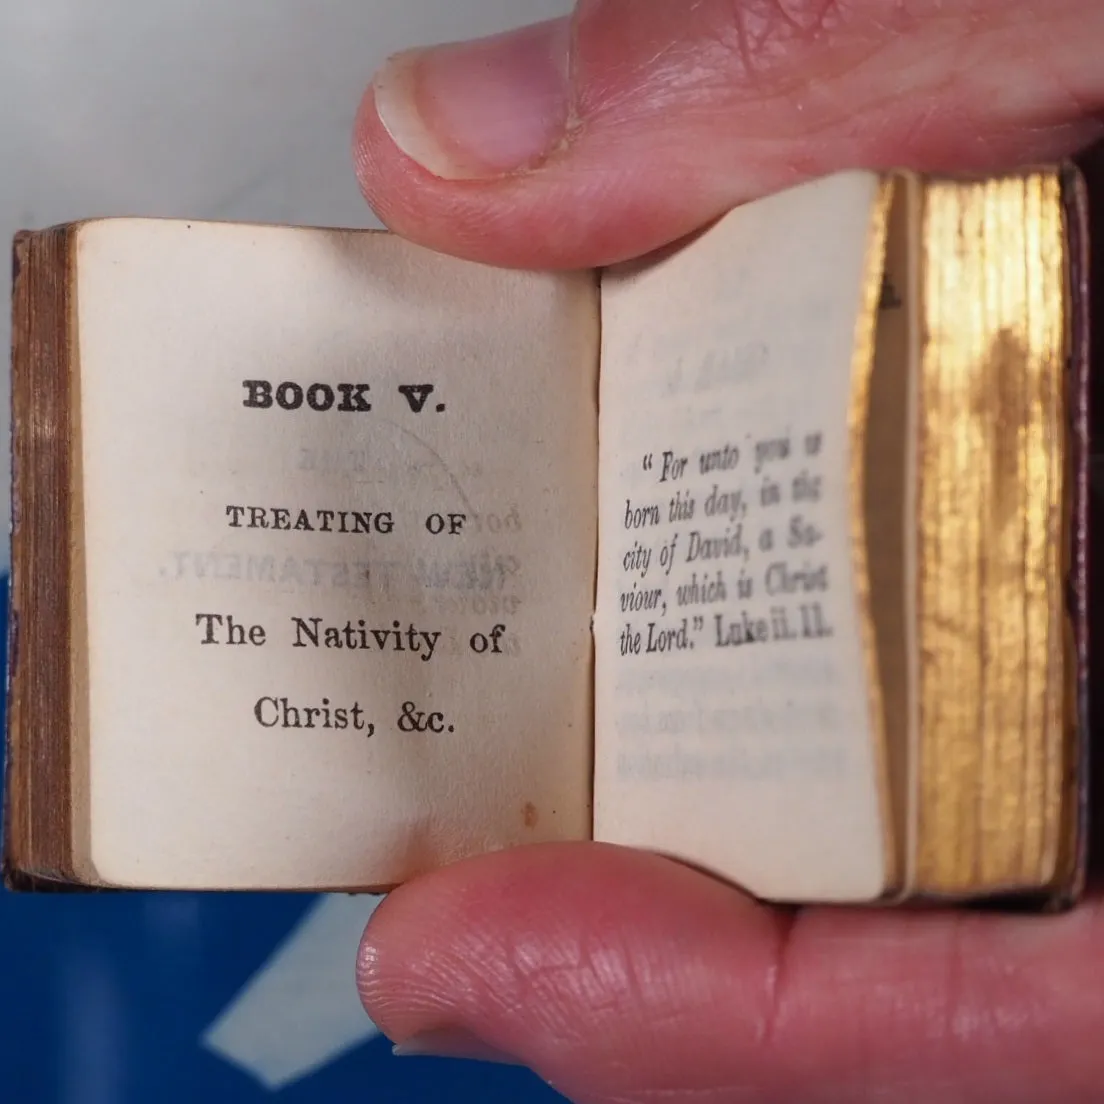 BOOK V.
TREATING OF
The Nativity of
Christ, &c.
“For unto you is
born this day, in the
city of David, a Sa-
viour, which is Christ
the Lord.” Luke ii. 11.